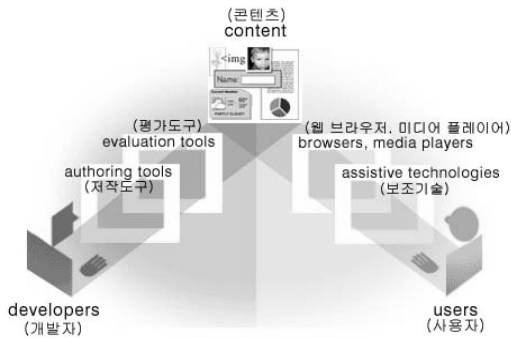 (콘텐츠)
content
<img
Name:
(평가도구)
evaluation tools
authoring tools
(저작도구)
(웹 브라우저, 미디어 플레이어)
browsers, media players
assistive technologies
(보조기술)
developers
(개발자)
users
(사용자)